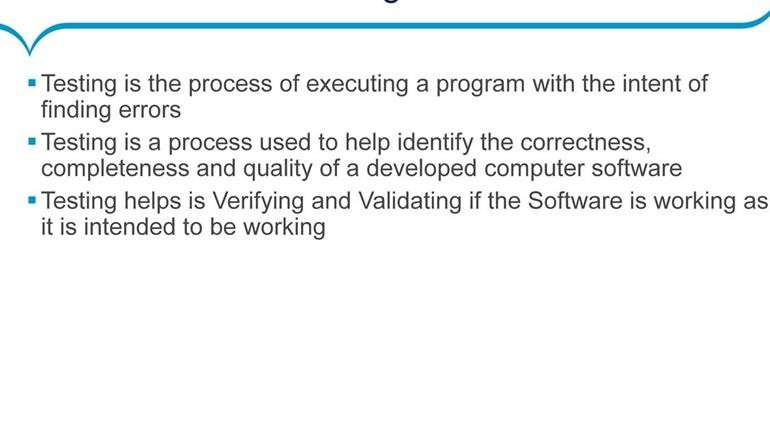 ▪ Testing is the process of executing a program with the intent of
finding errors
▪ Testing is a process used to help identify the correctness,
completeness and quality of a developed computer software
▪ Testing helps is Verifying and Validating if the Software is working as
it is intended to be working